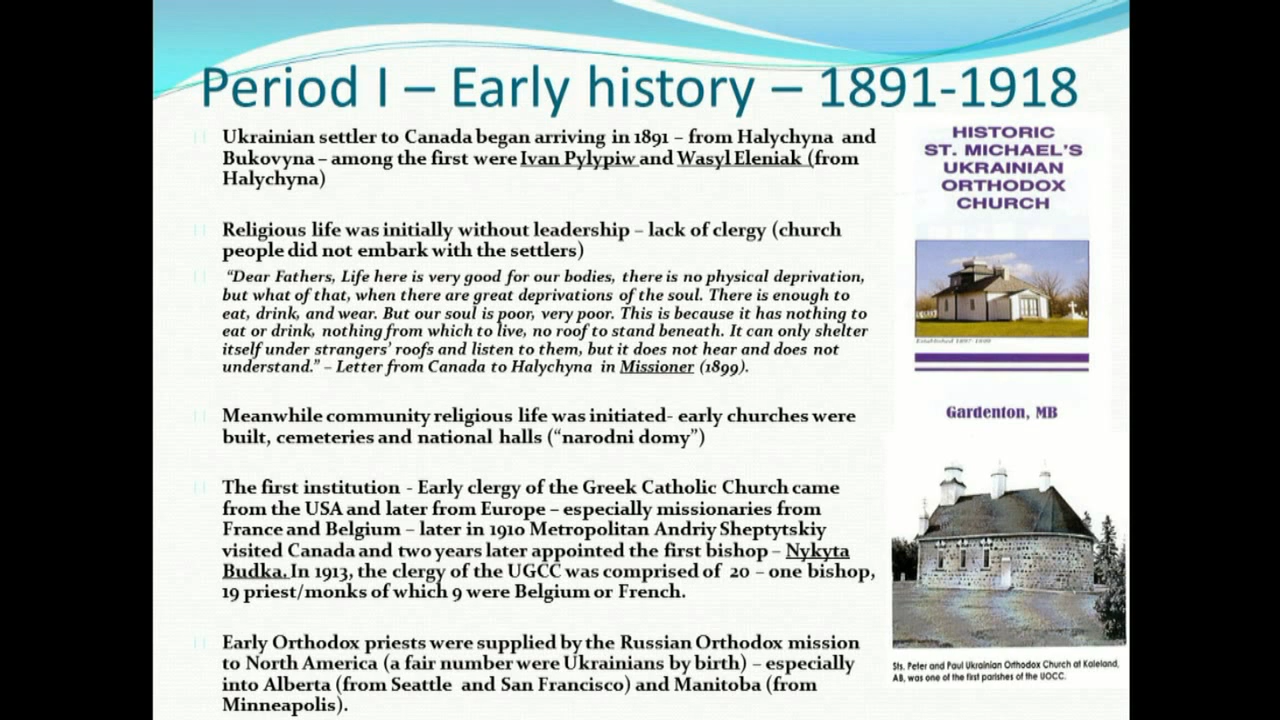 Period I – Early history – 1891-1918
Ukrainian settler to Canada began arriving in 1891 – from Halychyna and
Bukovyna – among the first were Ivan Pylypiw and Wasyl Eleniak (from
Halychyna)
Religious life was initially without leadership – lack of clergy (church
people did not embark with the settlers)
“Dear Fathers, Life here is very good for our bodies, there is no physical deprivation,
but what of that, when there are great deprivations of the soul. There is enough to
eat, drink, and wear. But our soul is poor, very poor. This is because it has nothing to
eat or drink, nothing from which to live, no roof to stand beneath. It can only shelter
itself under strangers’ roofs and listen to them, but it does not hear and does not
understand.” – Letter from Canada to Halychyna in Missioner (1899).
Meanwhile community religious life was initiated- early churches were
built, cemeteries and national halls (“narodni domy”)
The first institution - Early clergy of the Greek Catholic Church came
from the USA and later from Europe – especially missionaries from
France and Belgium – later in 1910 Metropolitan Andriy Sheptytskiy
visited Canada and two years later appointed the first bishop – Nykyta
Budka. In 1913, the clergy of the UGCC was comprised of 20 – one bishop,
19 priest/monks of which 9 were Belgium or French.
Early Orthodox priests were supplied by the Russian Orthodox mission
to North America (a fair number were Ukrainians by birth) – especially
into Alberta (from Seattle and San Francisco) and Manitoba (from
Minneapolis).
HISTORIC
ST. MICHAEL'S
UKRAINIAN
ORTHODOX
CHURCH
Established 1897-1899
Gardenton, MB
Sts. Peter and Paul Ukrainian Orthodox Church at Kaleland,
AB, was one of the first parishes of the UOCC.